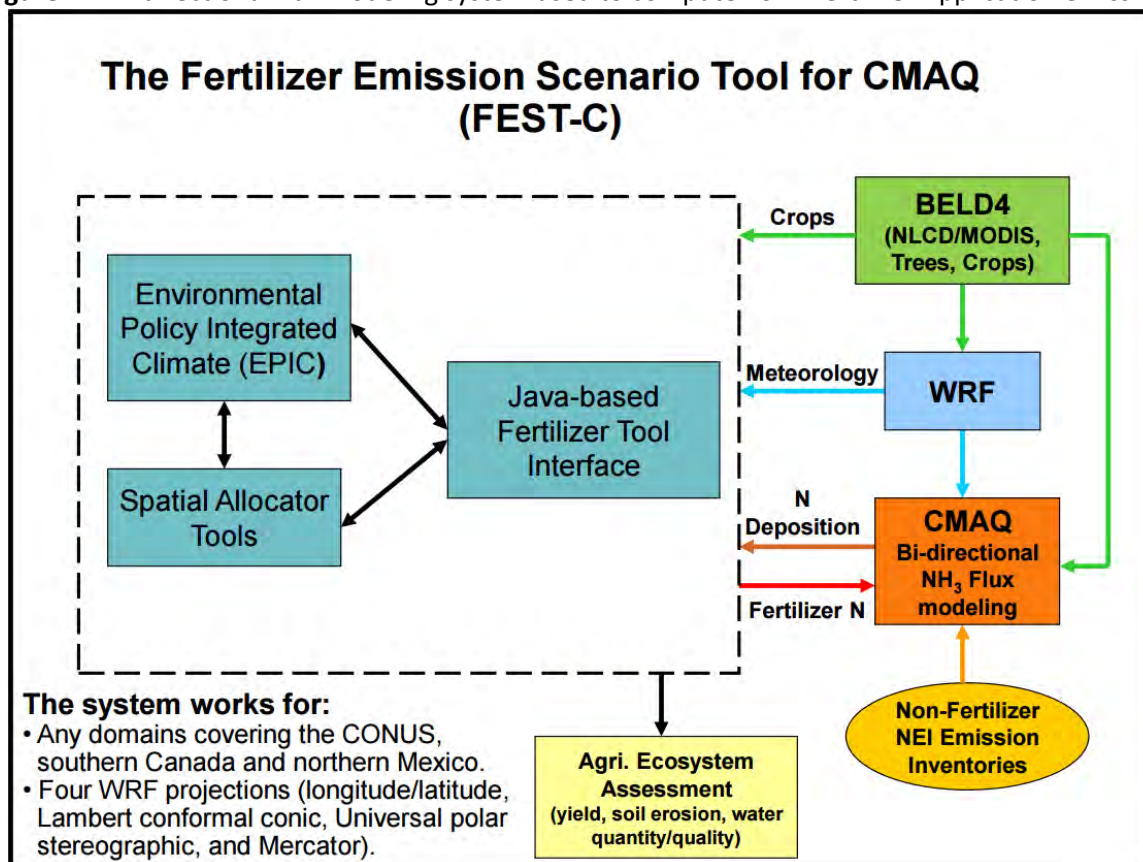 The Fertilizer Emission Scenario Tool for CMAQ
(FEST-C)
Crops
BELD4
(NLCD/MODIS,
Trees, Crops)
Environmental
Policy Integrated
Climate (EPIC)
Meteorology
WRF
Java-based
Fertilizer Tool
Interface
Spatial Allocator
Tools
N
Deposition
CMAQ
Bi-directional
NH3 Flux
modeling
Fertilizer N
The system works for:
• Any domains covering the CONUS,
southern Canada and northern Mexico.
• Four WRF projections (longitude/latitude,
Lambert conformal conic, Universal polar
stereographic, and Mercator).
Agri. Ecosystem
Assessment
(yield, soil erosion, water
quantity/quality)
Non-Fertilizer
NEI Emission
Inventories